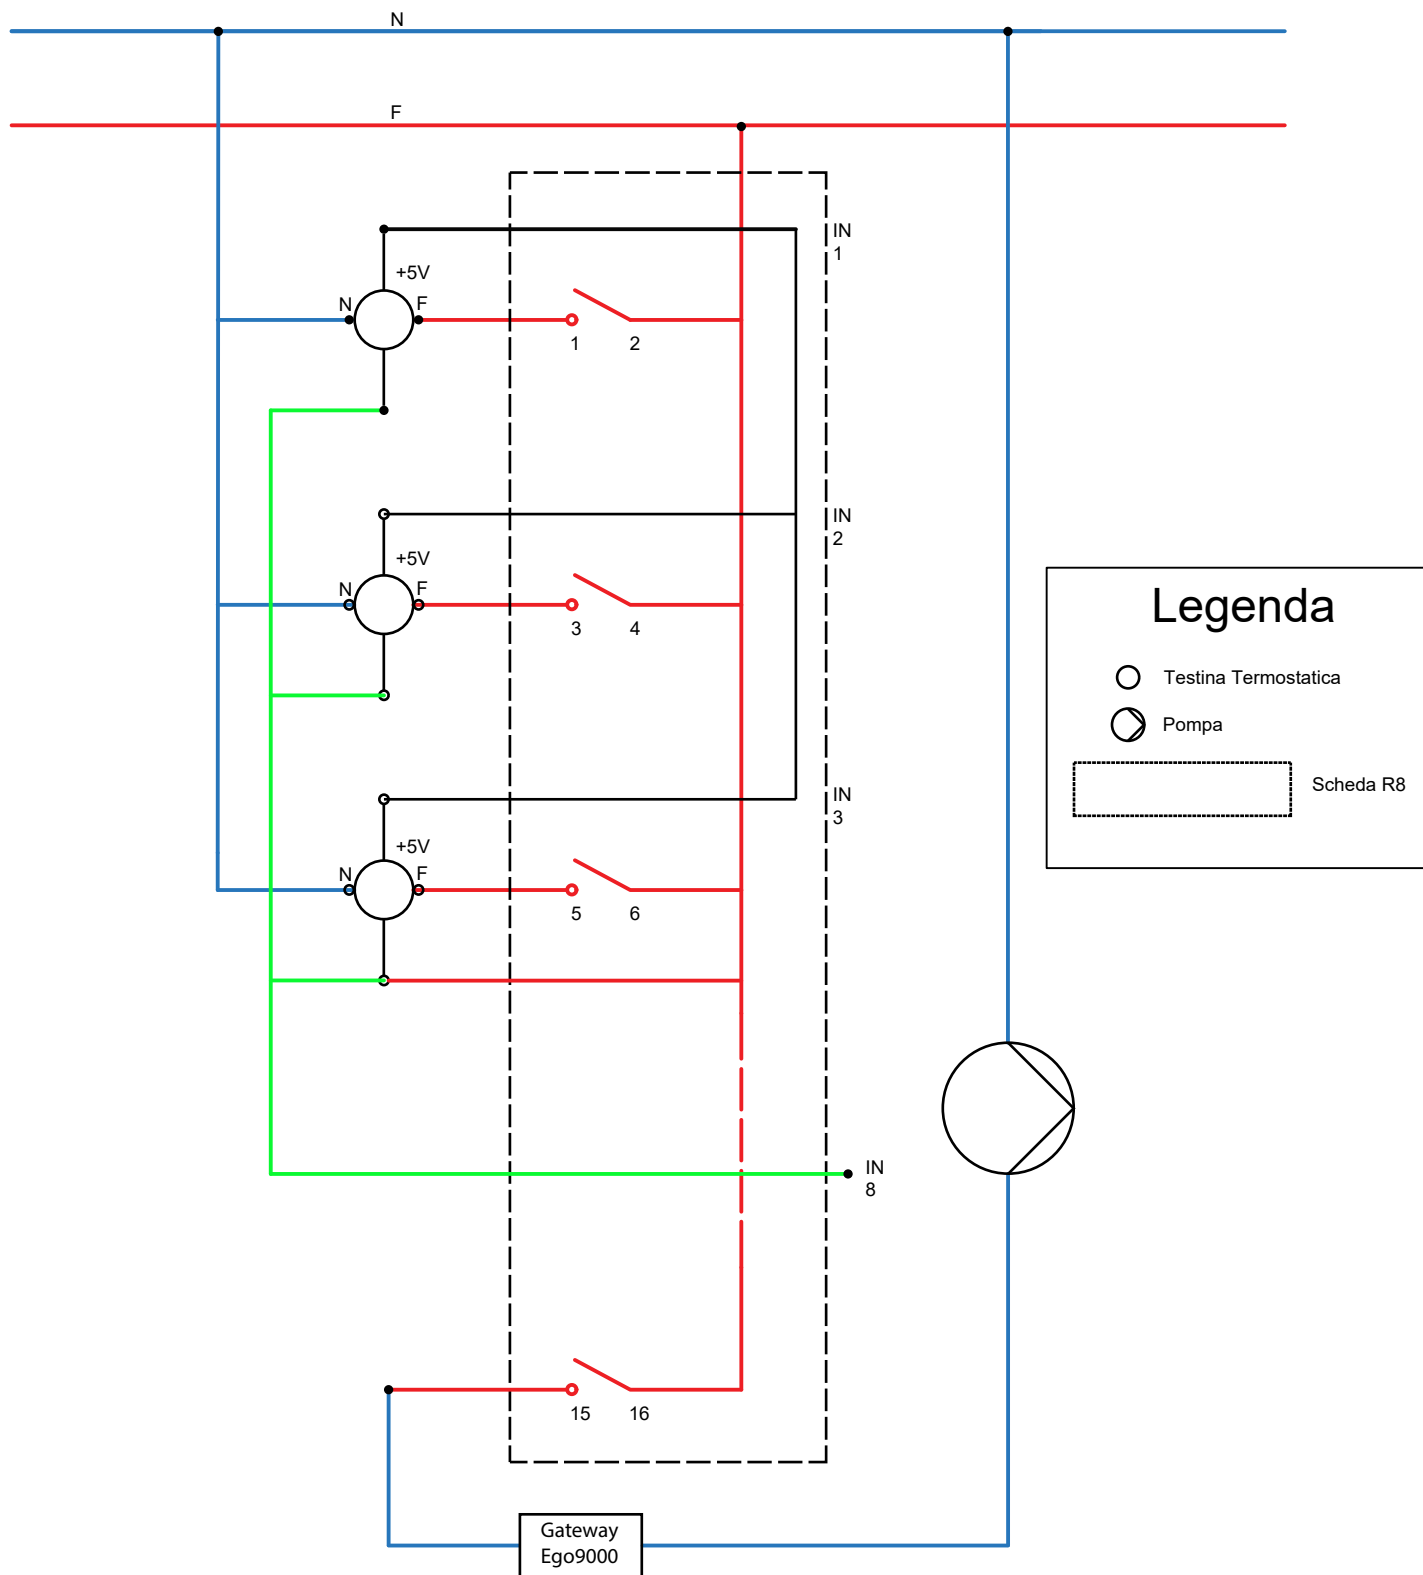 N
F
IN
1
+5V
N
F
1
2
IN
2
+5V
N
F
3
4
IN
3
+5V
N
F
5
6
IN
8
15
16
Gateway
Ego9000
Legenda
Testina Termostatica
Pompa
Scheda R8